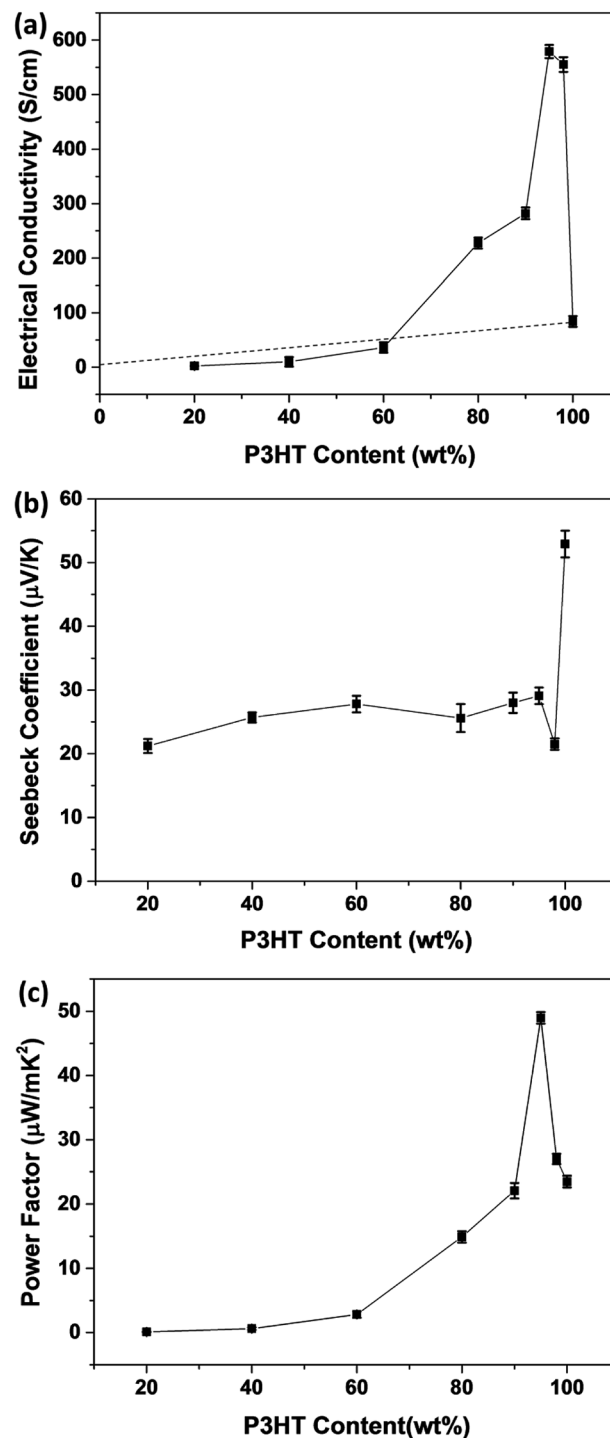 (a)
Electrical Conductivity (S/cm)
600
500
400
300
200
100
0
0 20 40 60 80 100
P3HT Content (wt%)
(b)
Seebeck Coefficient (μV/K)
60
50
40
30
20
10
0
20 40 60 80 100
P3HT Content (wt%)
(c)
Power Factor (μW/mK²)
50
40
30
20
10
0
20 40 60 80 100
P3HT Content(wt%)